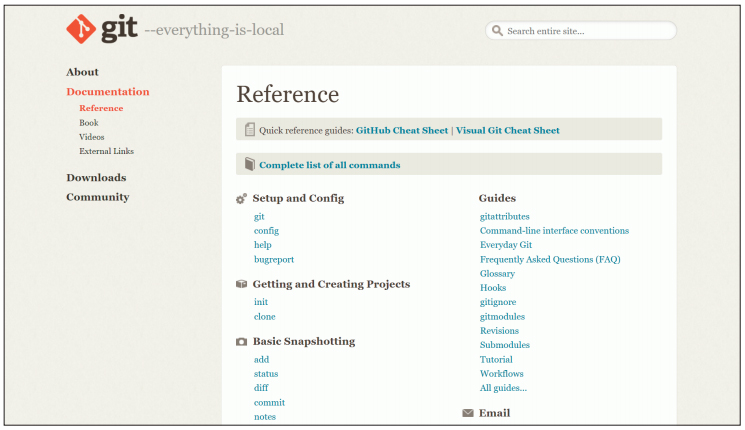 git --everything-is-local
Search entire site...
About
Documentation
Reference
Book
Videos
External Links
Downloads
Community
Reference
Quick reference guides: GitHub Cheat Sheet | Visual Git Cheat Sheet
Complete list of all commands
Setup and Config
git
config
help
bugreport
Getting and Creating Projects
init
clone
Basic Snapshotting
add
status
diff
commit
notes
Guides
gitattributes
Command-line interface conventions
Everyday Git
Frequently Asked Questions (FAQ)
Glossary
Hooks
gitignore
gitmodules
Revisions
Submodules
Tutorial
Workflows
All guides...
Email